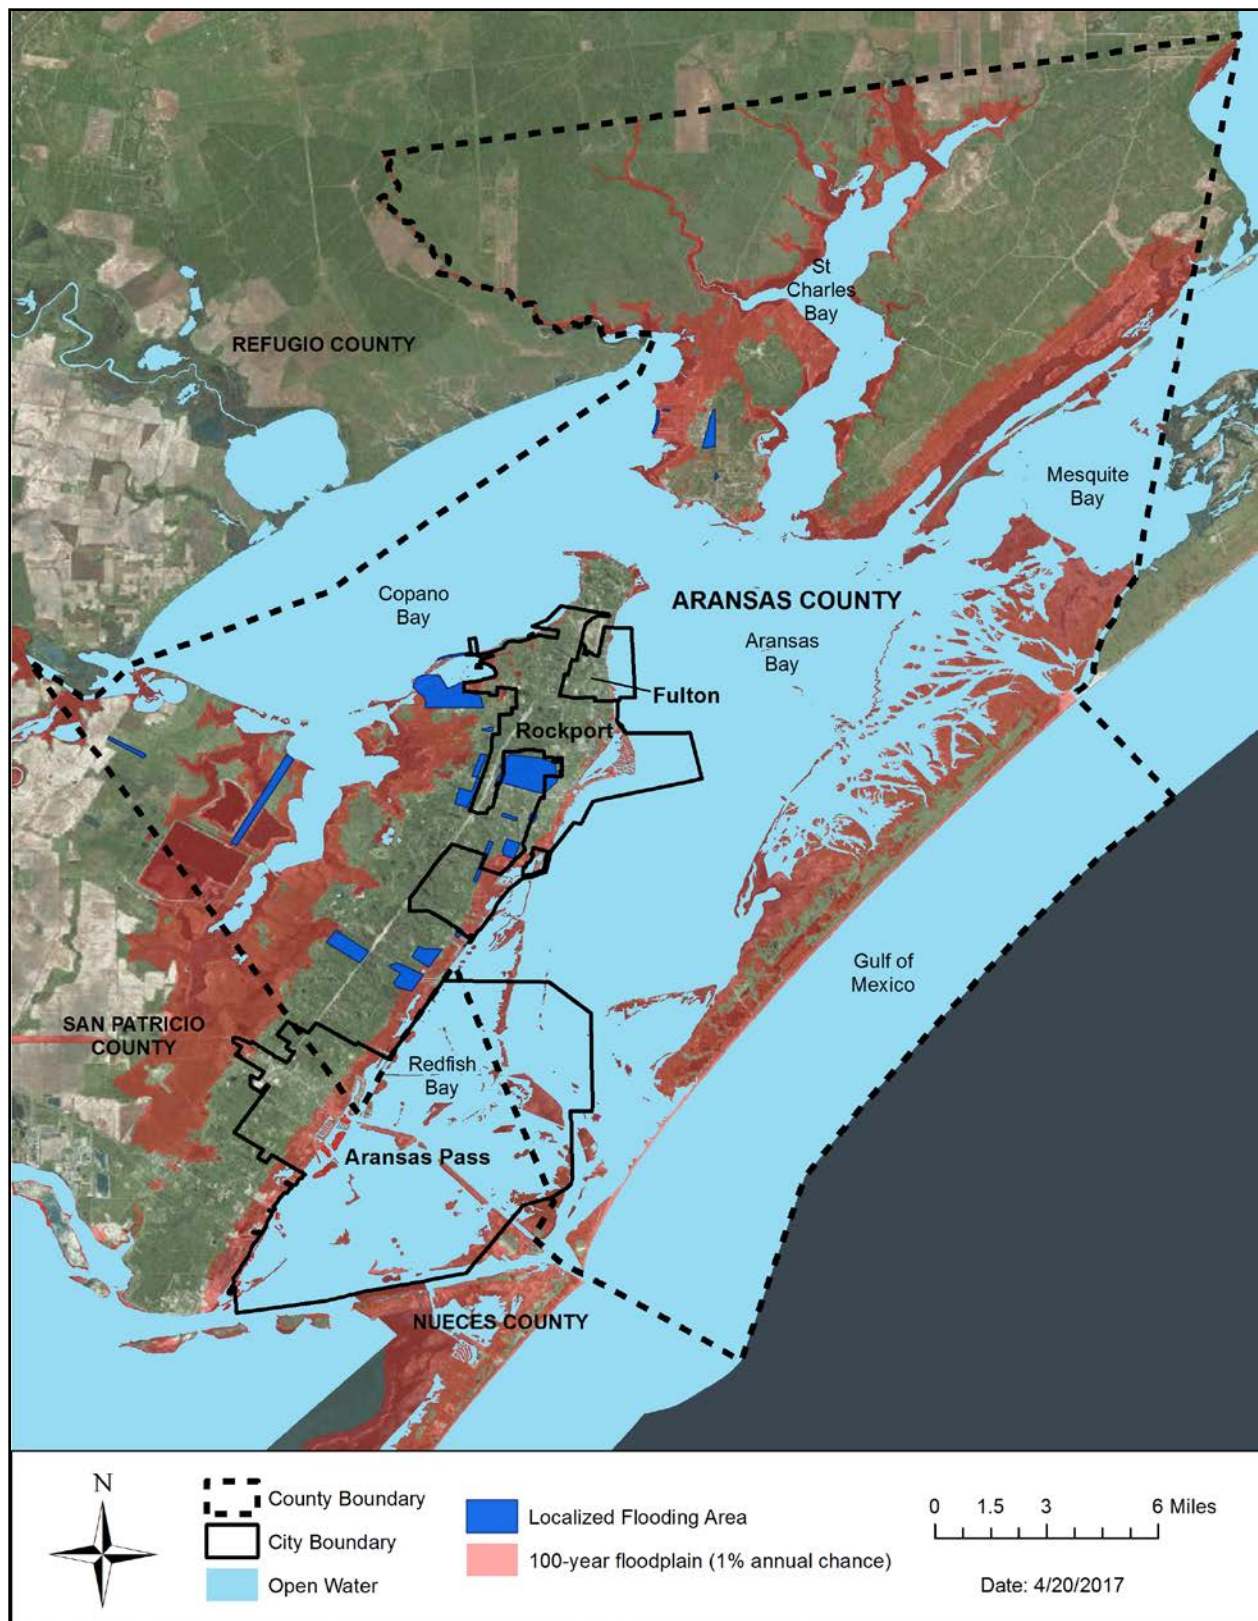 St
Charles
Bay
REFUGIO COUNTY
Mesquite
Bay
Copano
Bay
ARANSAS COUNTY
Aransas
Bay
Fulton
Rockport
Gulf of
Mexico
SAN PATRICIO
COUNTY
Redfish
Bay
Aransas Pass
NUECES COUNTY
N
County Boundary
City Boundary
Open Water
Localized Flooding Area
100-year floodplain (1% annual chance)
0 1.5 3 6 Miles
Date: 4/20/2017